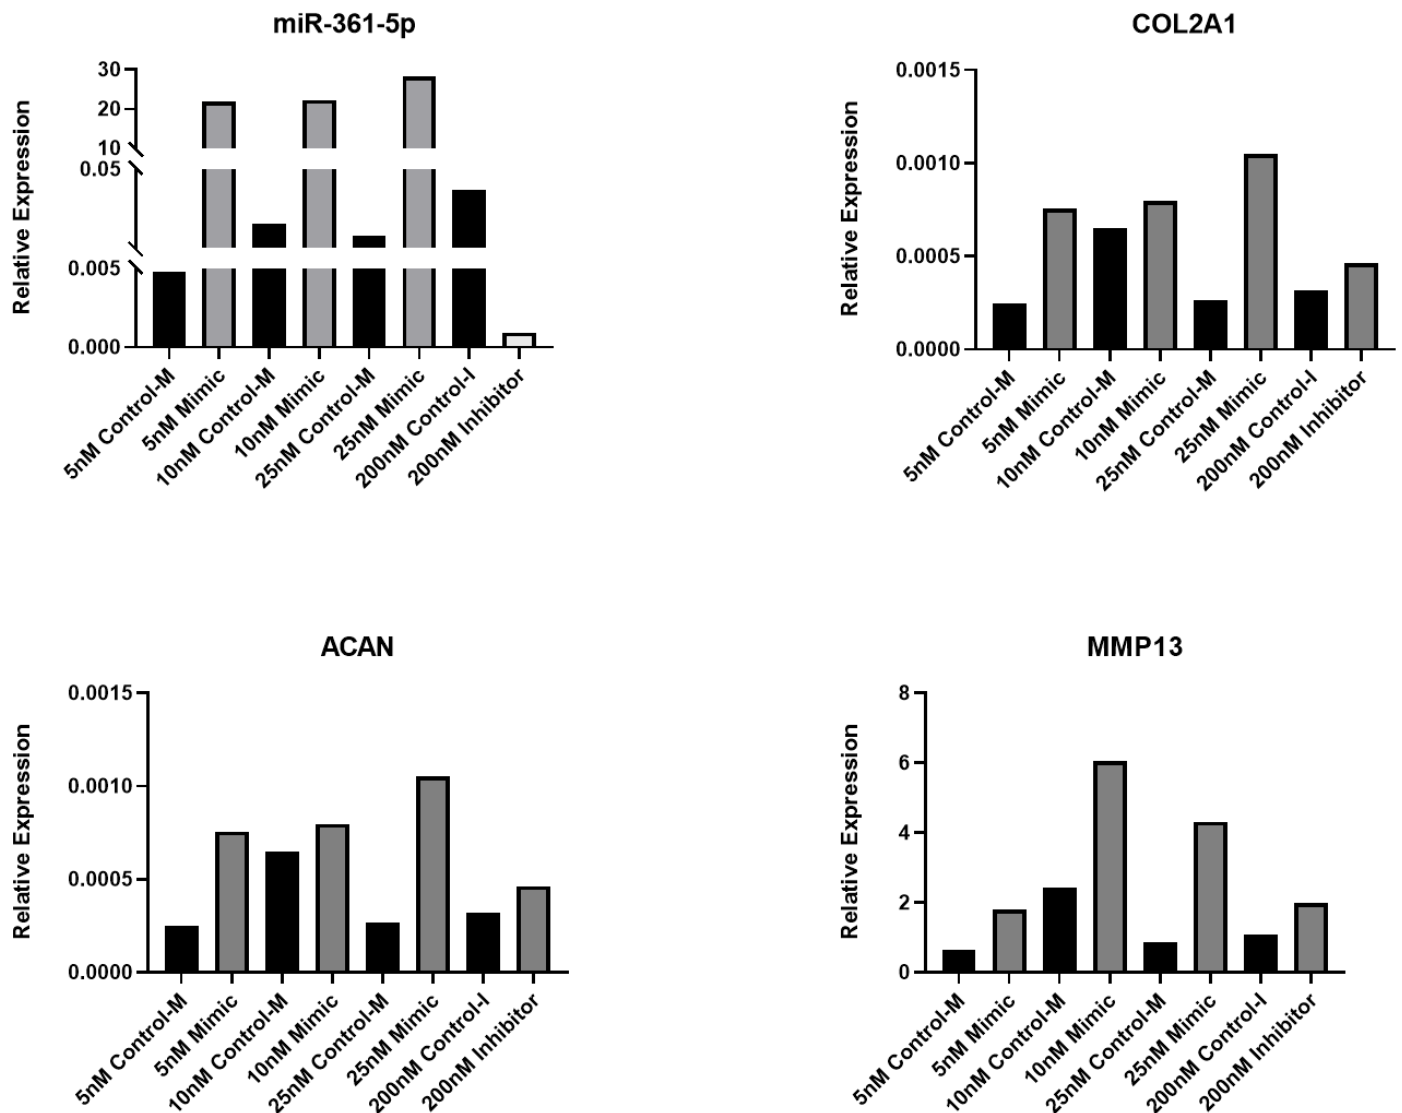 miR-361-5p
Relative Expression
30
20
10
0.05
0.005
0.000
5nM Control-M
5nM Mimic
10nM Control-M
10nM Mimic
25nM Control-M
25nM Mimic
200nM Control-I
200nM Inhibitor
COL2A1
Relative Expression
0.0015
0.0010
0.0005
0.0000
5nM Control-M
5nM Mimic
10nM Control-M
10nM Mimic
25nM Control-M
25nM Mimic
200nM Control-I
200nM Inhibitor
ACAN
Relative Expression
0.0015
0.0010
0.0005
0.0000
5nM Control-M
5nM Mimic
10nM Control-M
10nM Mimic
25nM Control-M
25nM Mimic
200nM Control-I
200nM Inhibitor
MMP13
Relative Expression
8
6
4
2
0
5nM Control-M
5nM Mimic
10nM Control-M
10nM Mimic
25nM Control-M
25nM Mimic
200nM Control-I
200nM Inhibitor